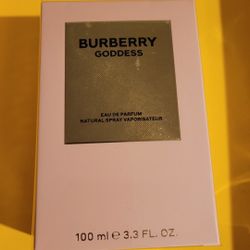 BURBERRY
GODDESS
EAU DE PARFUM
NATURAL SPRAY VAPORISATEUR
100 ml ℮ 3.3 FL. OZ.